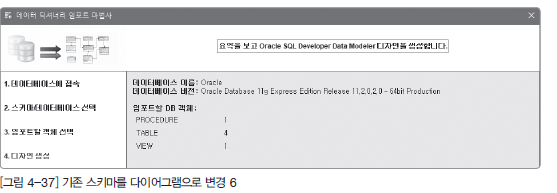 데이터 딕셔너리 임포트 마법사
요약을 보고 Oracle SQL Developer Data Modeler 디자인을 생성합니다.
1. 데이터베이스에 접속
2. 스키마/데이터베이스 선택
3. 임포트할 객체 선택
4. 디자인 생성
데이터베이스 이름: Oracle
데이터베이스 버전: Oracle Database 11g Express Edition Release 11.2.0.2.0 - 64bit Production
임포트할 DB 객체:
PROCEDURE 1
TABLE 4
VIEW 1
[그림 4-37] 기존 스키마를 다이어그램으로 변경 6